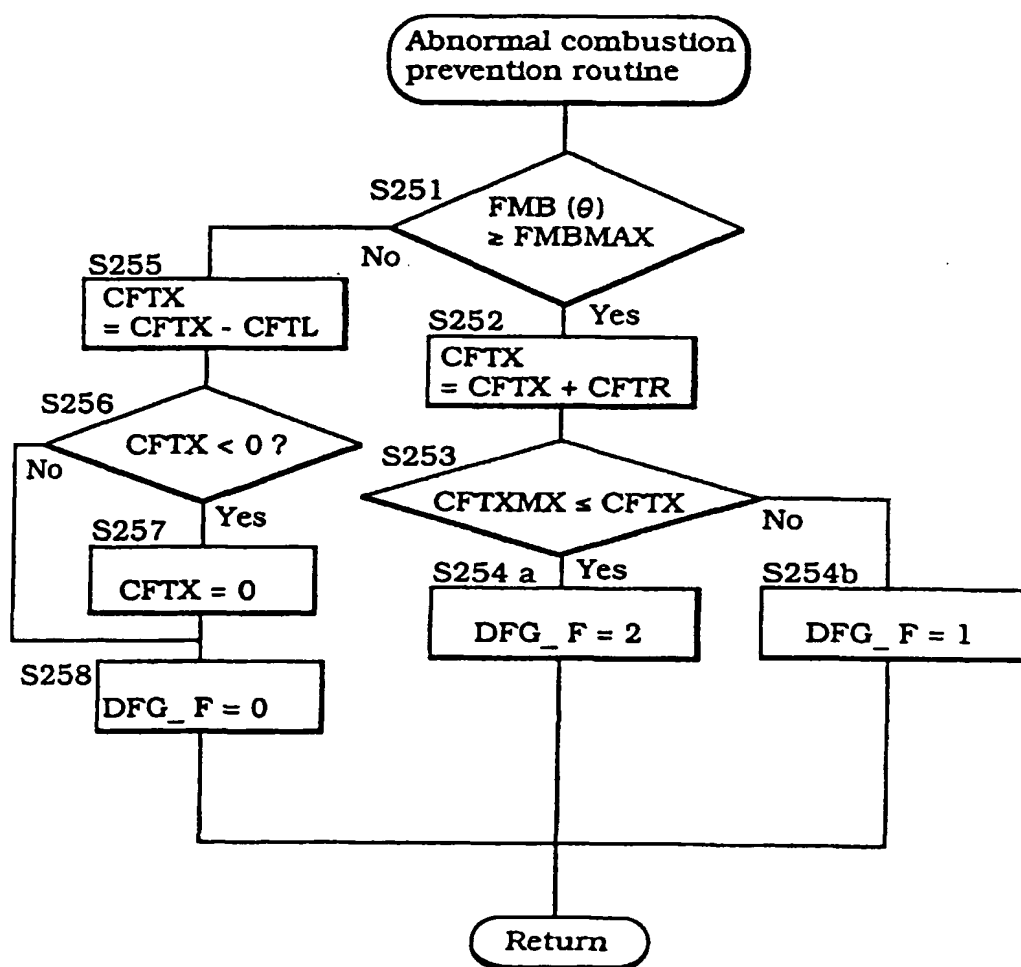 Abnormal combustion
prevention routine
S251
FMB (θ)
≥ FMBMAX
No
Yes
S255
CFTX
= CFTX - CFTL
S252
CFTX
= CFTX + CFTR
S256
CFTX < 0 ?
No
Yes
S253
CFTXMX ≤ CFTX
No
Yes
S257
CFTX = 0
S254 a
DFG_ F = 2
S254b
DFG_ F = 1
S258
DFG_ F = 0
Return